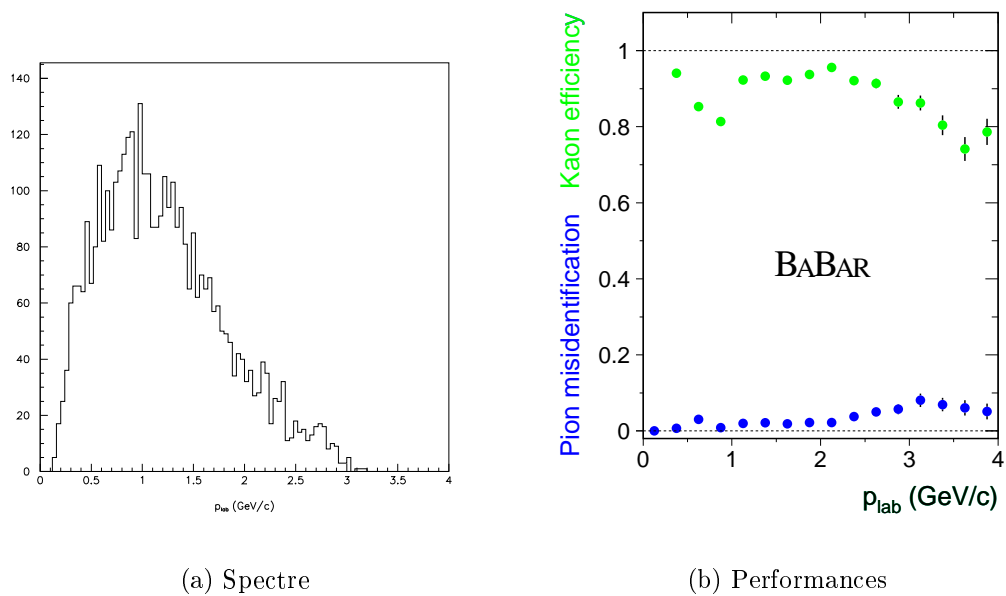 140
120
100
80
60
40
20
0
0 0.5 1 1.5 2 2.5 3 3.5 4
p_lab (GeV/c)
(a) Spectre
Pion misidentification Kaon efficiency
1
0.8
0.6
0.4
0.2
0
BABAR
0 1 2 3 4
p_lab (GeV/c)
(b) Performances